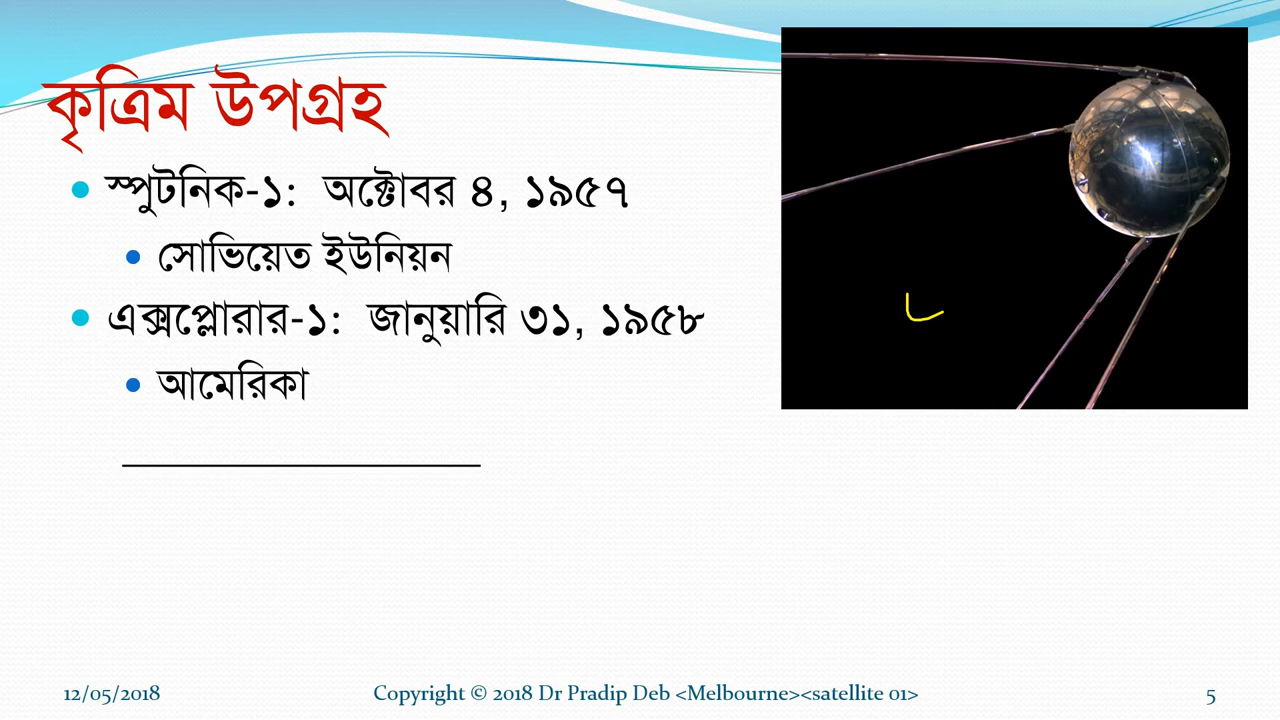 কৃত্রিম উপগ্রহ
স্পুটনিক-১: অক্টোবর ৪, ১৯৫৭
সোভিয়েত ইউনিয়ন
এক্সপ্লোরার-১: জানুয়ারি ৩১, ১৯৫৮
আমেরিকা
12/05/2018 Copyright © 2018 Dr Pradip Deb <Melbourne><satellite 01> 5